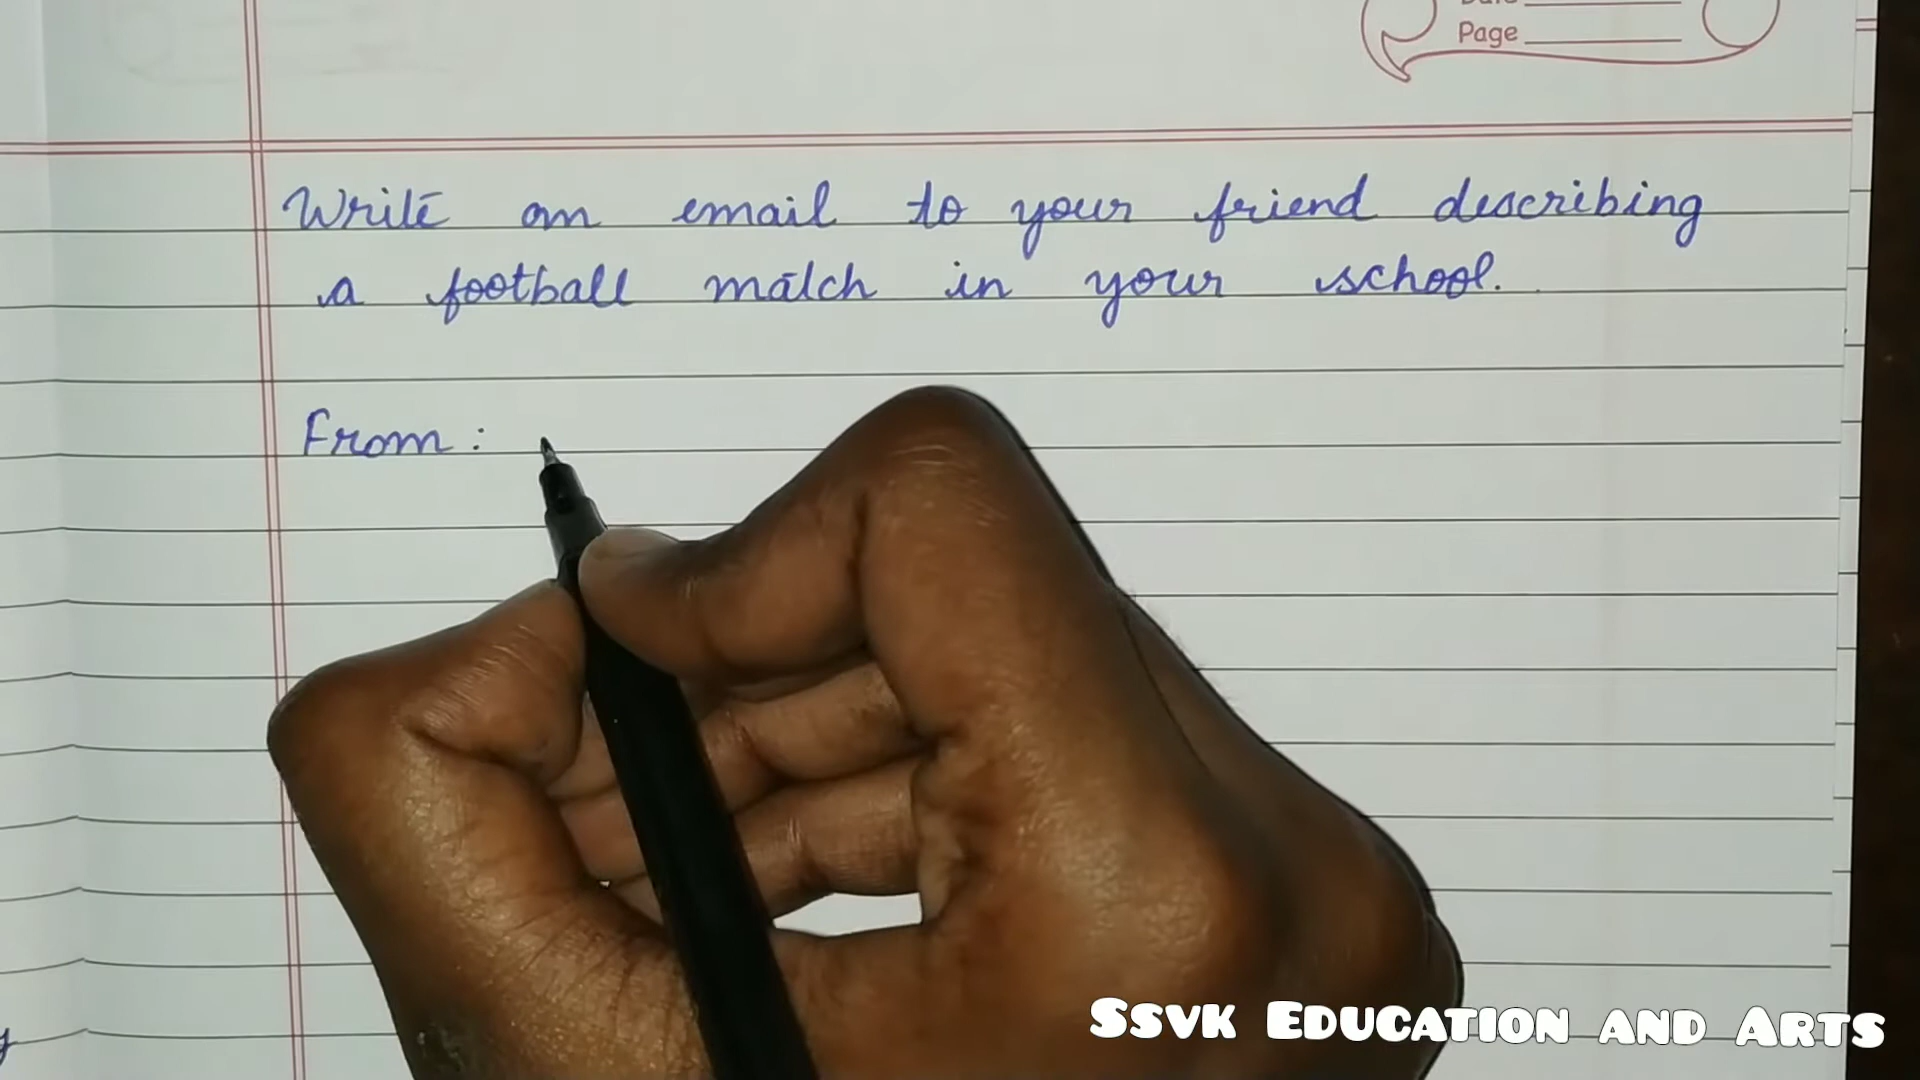 Page
Write an email to your friend describing
a football match in your school.
From :
SSVK EDUCATION AND ARTS